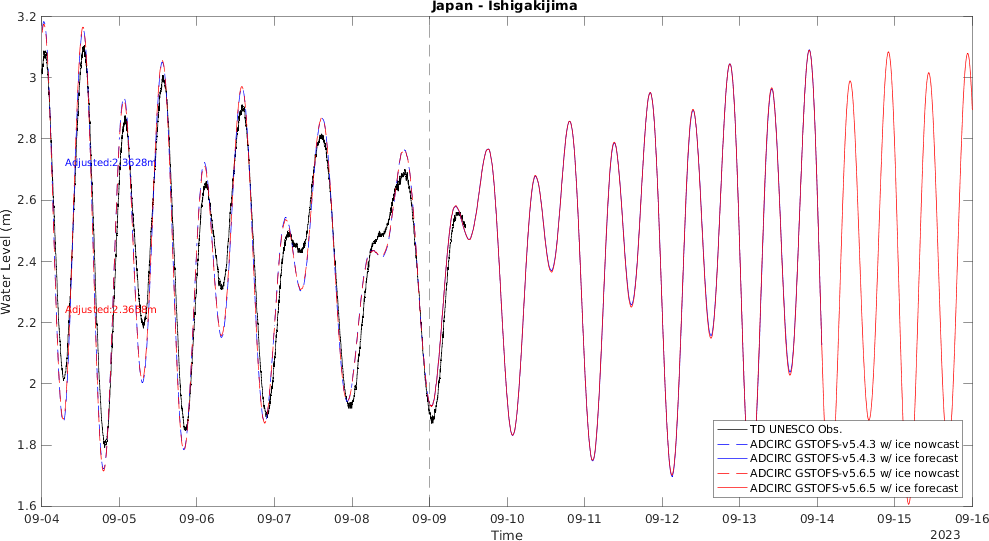 Japan - Ishigakijima
3.2
3
2.8
2.6
2.4
2.2
2
1.8
1.6
Water Level (m)
Adjusted:2.3628m
Adjusted:2.3658m
TD UNESCO Obs.
ADCIRC GSTOFS-v5.4.3 w/ ice nowcast
ADCIRC GSTOFS-v5.4.3 w/ ice forecast
ADCIRC GSTOFS-v5.6.5 w/ ice nowcast
ADCIRC GSTOFS-v5.6.5 w/ ice forecast
09-04 09-05 09-06 09-07 09-08 09-09 09-10 09-11 09-12 09-13 09-14 09-15 09-16
Time
2023